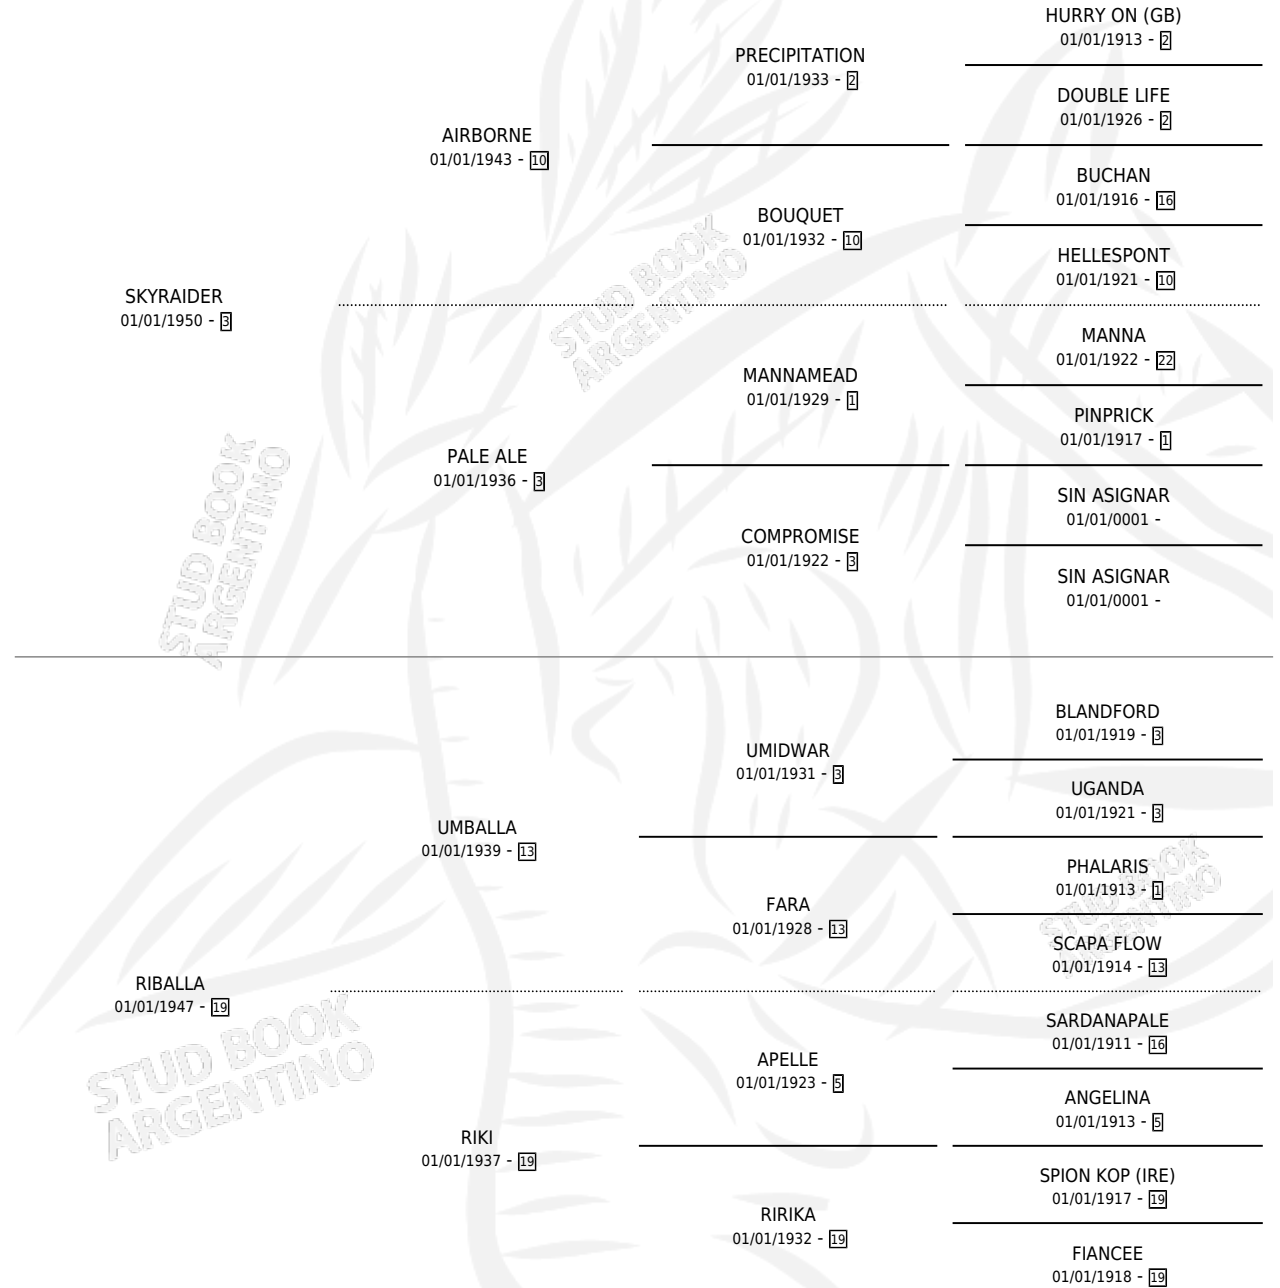 HURRY ON (GB)
01/01/1913 - 2
PRECIPITATION
01/01/1933 - 2
DOUBLE LIFE
01/01/1926 - 2
AIRBORNE
01/01/1943 - 10
BUCHAN
01/01/1916 - 16
BOUQUET
01/01/1932 - 10
HELLESPONT
01/01/1921 - 10
SKYRAIDER
01/01/1950 - 3
MANNA
01/01/1922 - 22
MANNAMEAD
01/01/1929 - 1
PINPRICK
01/01/1917 - 1
PALE ALE
01/01/1936 - 3
SIN ASIGNAR
01/01/0001 -
COMPROMISE
01/01/1922 - 3
SIN ASIGNAR
01/01/0001 -
BLANDFORD
01/01/1919 - 3
UMIDWAR
01/01/1931 - 3
UGANDA
01/01/1921 - 3
UMBALLA
01/01/1939 - 13
PHALARIS
01/01/1913 - 1
FARA
01/01/1928 - 13
SCAPA FLOW
01/01/1914 - 13
RIBALLA
01/01/1947 - 19
SARDANAPALE
01/01/1911 - 16
APELLE
01/01/1923 - 5
ANGELINA
01/01/1913 - 5
RIKI
01/01/1937 - 19
SPION KOP (IRE)
01/01/1917 - 19
RIRIKA
01/01/1932 - 19
FIANCEE
01/01/1918 - 19
STUD BOOK
ARGENTINO
STUD BOOK
ARGENTINO
STUD BOOK
ARGENTINO
STUD BOOK
ARGENTINO